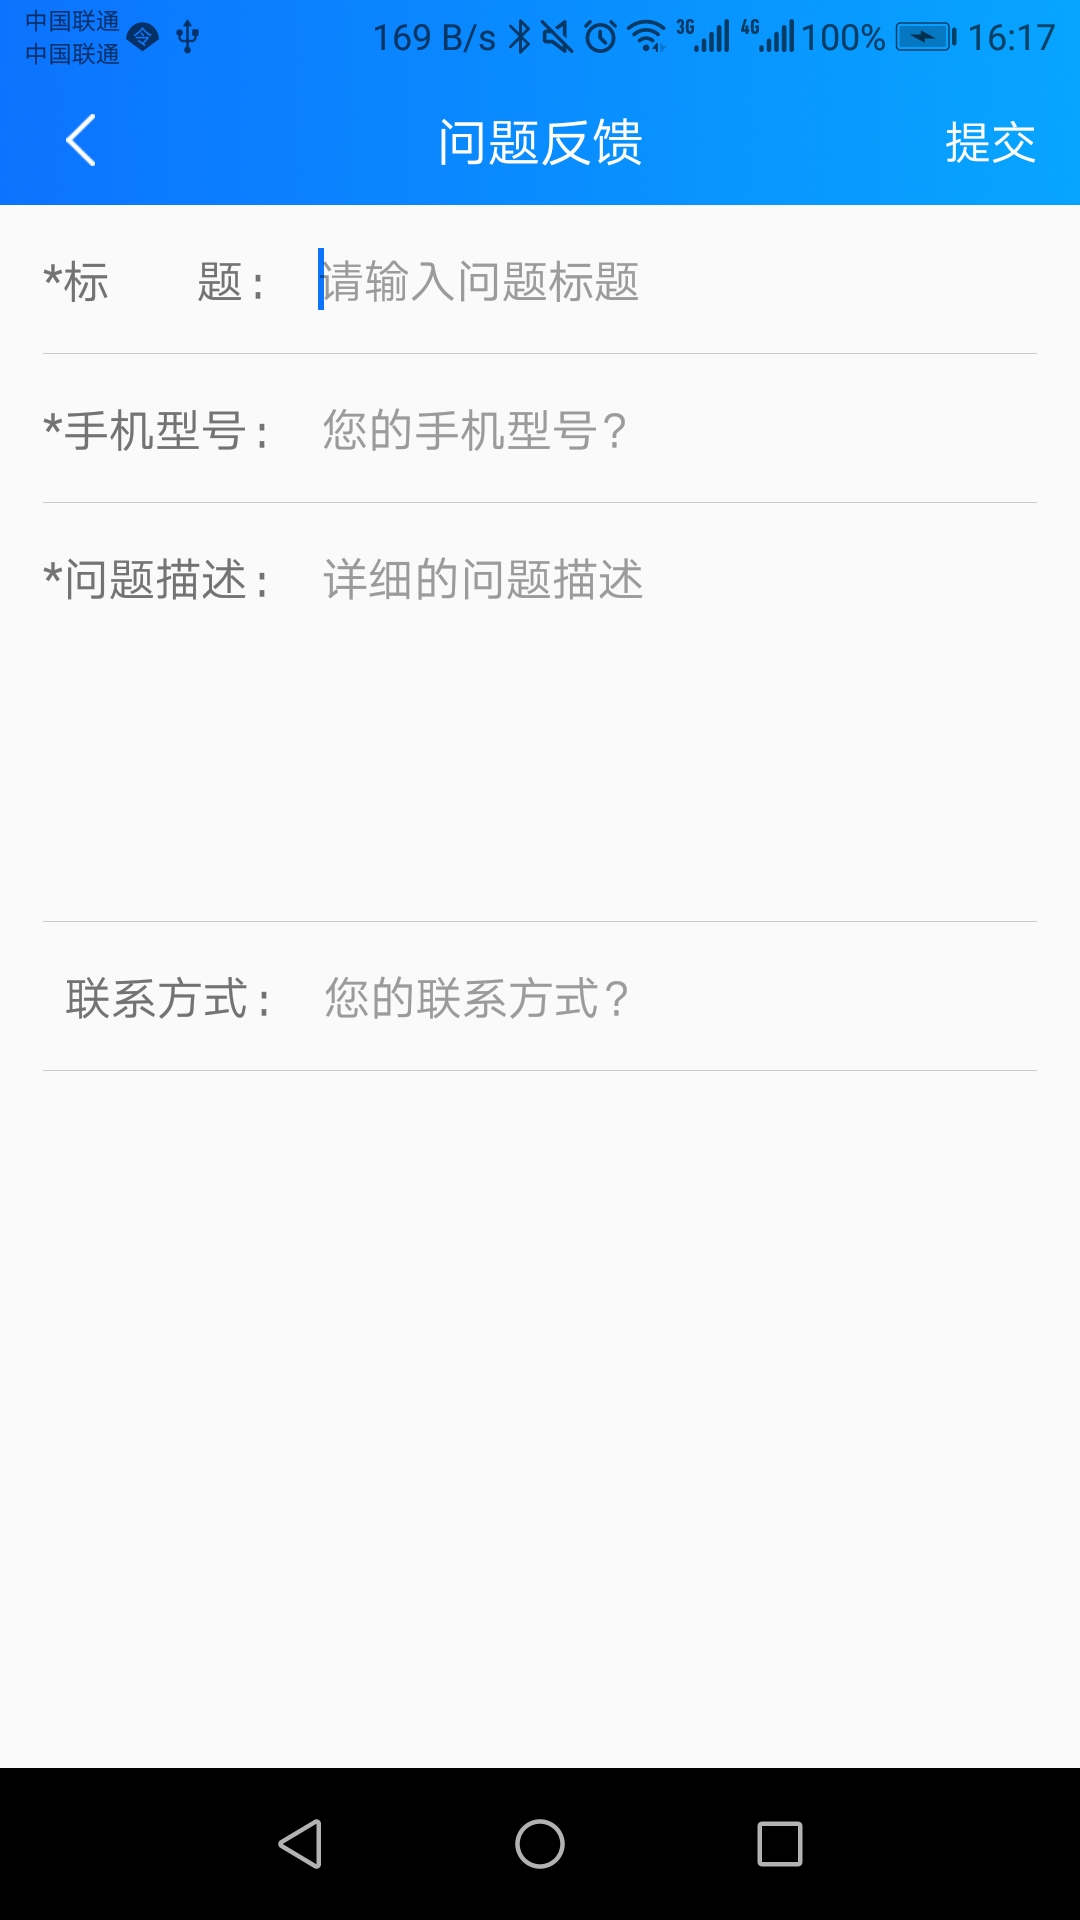 中国联通
中国联通
169 B/s 3G 4G 100% 16:17
问题反馈 提交
*标 题: 请输入问题标题
*手机型号: 您的手机型号?
*问题描述: 详细的问题描述
联系方式: 您的联系方式?